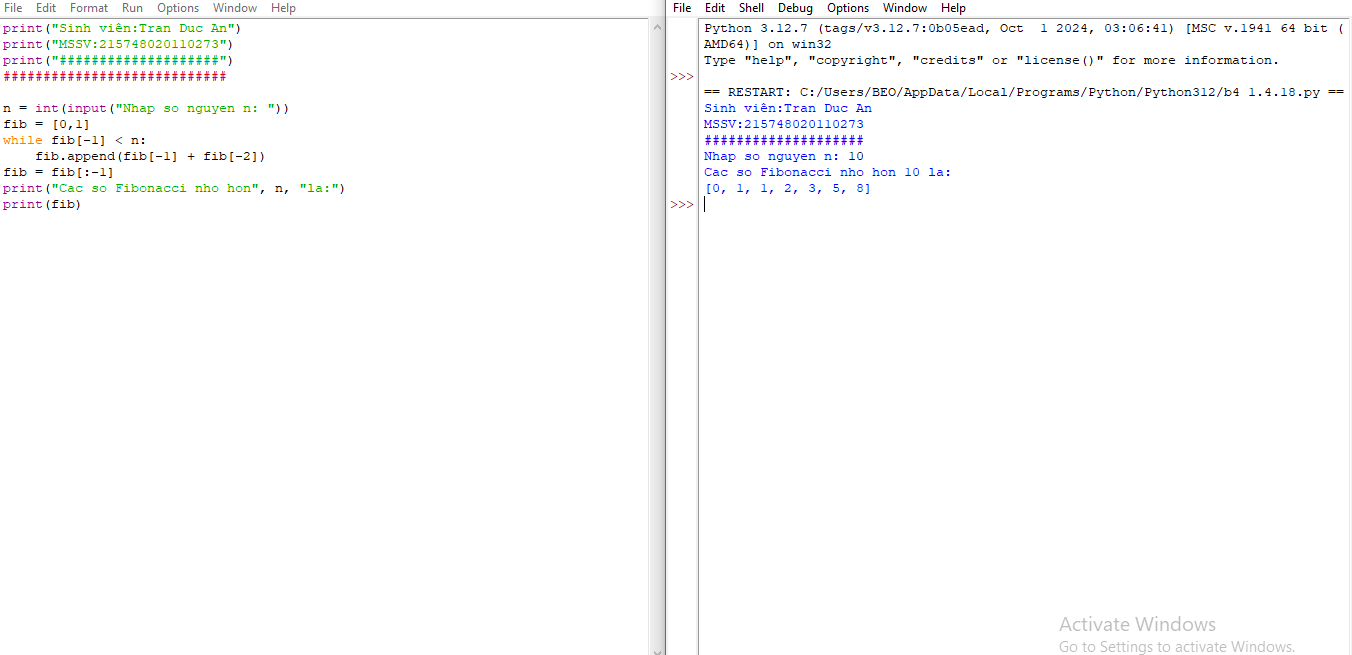 File Edit Format Run Options Window Help
print("Sinh viên:Tran Duc An")
print("MSSV:215748020110273")
print("####################")
############################
n = int(input("Nhap so nguyen n: "))
fib = [0,1]
while fib[-1] < n:
    fib.append(fib[-1] + fib[-2])
fib = fib[:-1]
print("Cac so Fibonacci nho hon", n, "la:")
print(fib)
File Edit Shell Debug Options Window Help
Python 3.12.7 (tags/v3.12.7:0b05ead, Oct  1 2024, 03:06:41) [MSC v.1941 64 bit (
AMD64)] on win32
Type "help", "copyright", "credits" or "license()" for more information.
>>>
== RESTART: C:/Users/BEO/AppData/Local/Programs/Python/Python312/b4 1.4.18.py ==
Sinh viên:Tran Duc An
MSSV:215748020110273
####################
Nhap so nguyen n: 10
Cac so Fibonacci nho hon 10 la:
[0, 1, 1, 2, 3, 5, 8]
>>>
Activate Windows
Go to Settings to activate Windows.